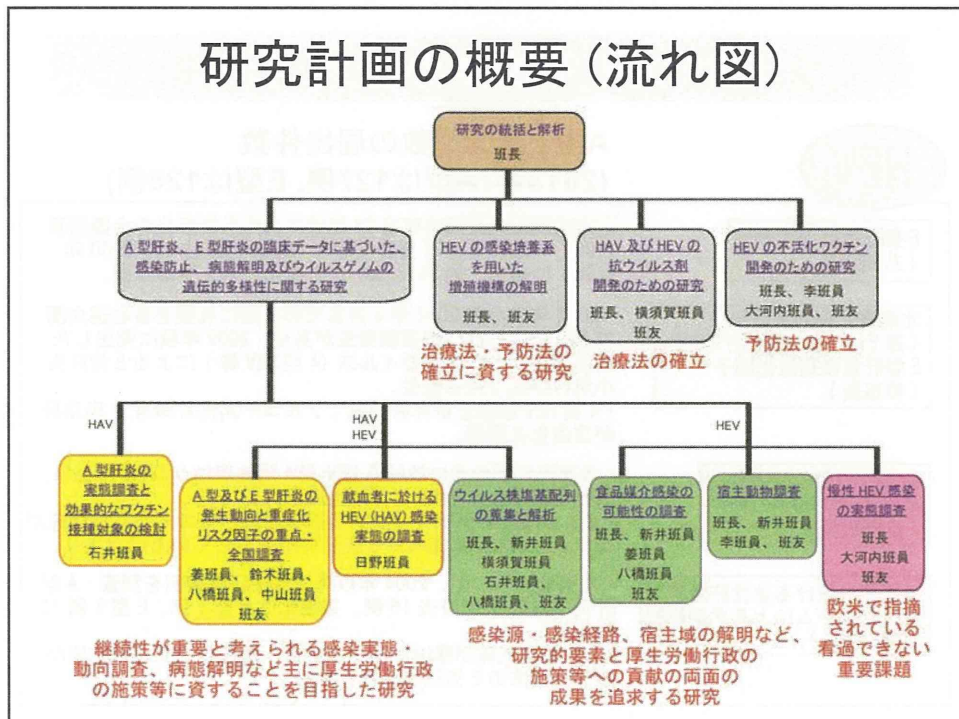 研究計画の概要（流れ図）
研究の統括と解析
班長
A型肝炎、E型肝炎の臨床データに基づいた、
感染防止、病態解明及びウイルスゲノムの
遺伝的多様性に関する研究
HEVの感染培養系
を用いた
増殖機構の解明
班長、班友
治療法・予防法の
確立に資する研究
HAV 及び HEV の
抗ウイルス剤
開発のための研究
班長、横須賀班員
班友
治療法の確立
HEVの不活化ワクチン
開発のための研究
班長、李班員
大河内班員、班友
予防法の確立
HAV
HAV
HEV
HEV
A型肝炎の
実態調査と
効果的なワクチン
接種対象の検討
石井班員
A型及びE型肝炎の
発生動向と重症化
リスク因子の重点・
全国調査
姜班員、鈴木班員、
八橋班員、中山班員
班友
献血者に於ける
HEV(HAV)感染
実態の調査
日野班員
ウイルス株塩基配列
の蒐集と解析
班長、新井班員
横須賀班員
石井班員、
八橋班員、班友
食品媒介感染の
可能性の調査
班長、新井班員
姜班員
八橋班員
班友
宿主動物調査
班長、新井班員
李班員、班友
慢性HEV感染
の実態調査
班長
大河内班員
班友
継続性が重要と考えられる感染実態・
動向調査、病態解明など主に厚生労働行政
の施策等に資することを目指した研究
感染源・感染経路、宿主域の解明など、
研究的要素と厚生労働行政の
施策等への貢献の両面の
成果を追求する研究
欧米で指摘
されている
看過できない
重要課題